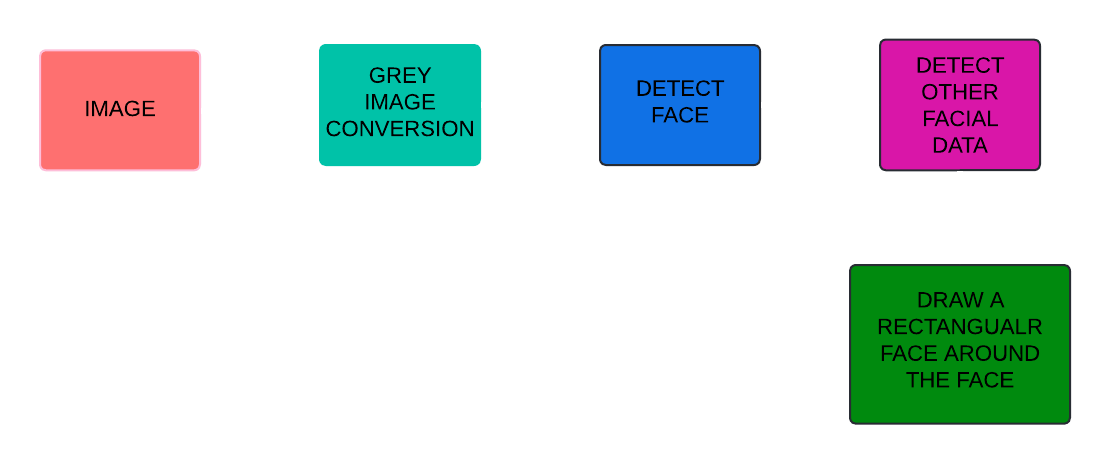 IMAGE
GREY
IMAGE
CONVERSION
DETECT
FACE
DETECT
OTHER
FACIAL
DATA
DRAW A
RECTANGUALR
FACE AROUND
THE FACE